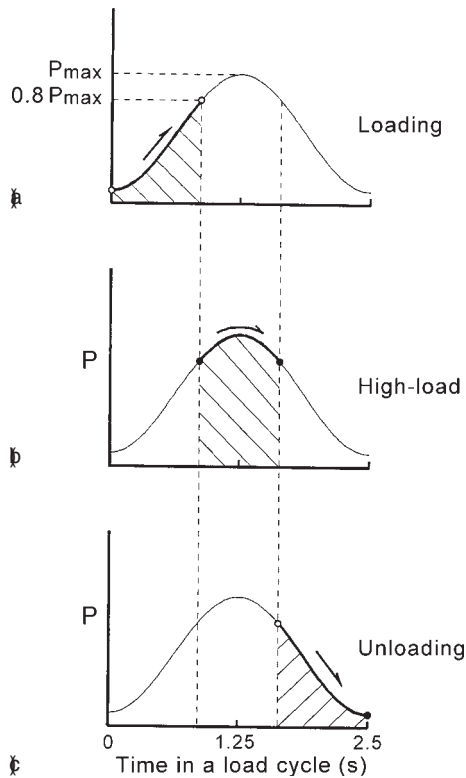 Pmax
0.8 Pmax
Loading
a)
P
High-load
b)
P
Unloading
0 1.25 2.5
c) Time in a load cycle (s)